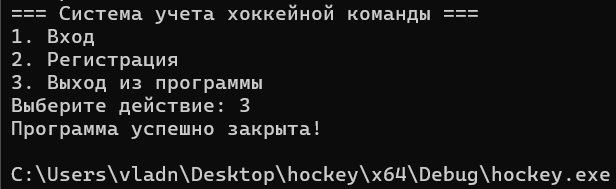 === Система учета хоккейной команды ===
1. Вход
2. Регистрация
3. Выход из программы
Выберите действие: 3
Программа успешно закрыта!
C:\Users\vladn\Desktop\hockey\x64\Debug\hockey.exe